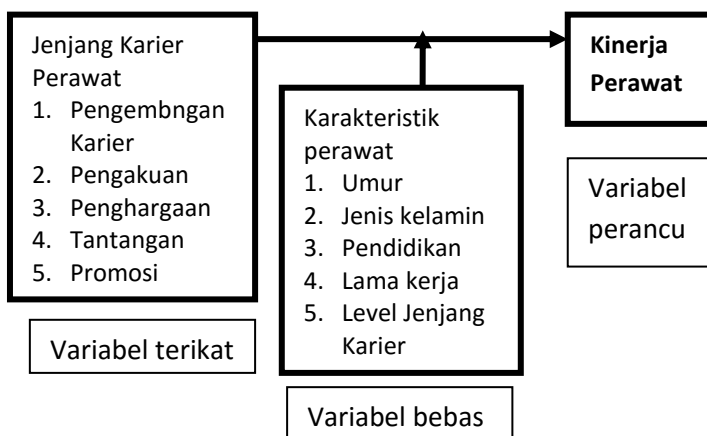 Jenjang Karier
Perawat
1. Pengembngan
Karier
2. Pengakuan
3. Penghargaan
4. Tantangan
5. Promosi
Variabel terikat
Karakteristik
perawat
1. Umur
2. Jenis kelamin
3. Pendidikan
4. Lama kerja
5. Level Jenjang
Karier
Variabel bebas
Kinerja
Perawat
Variabel
perancu